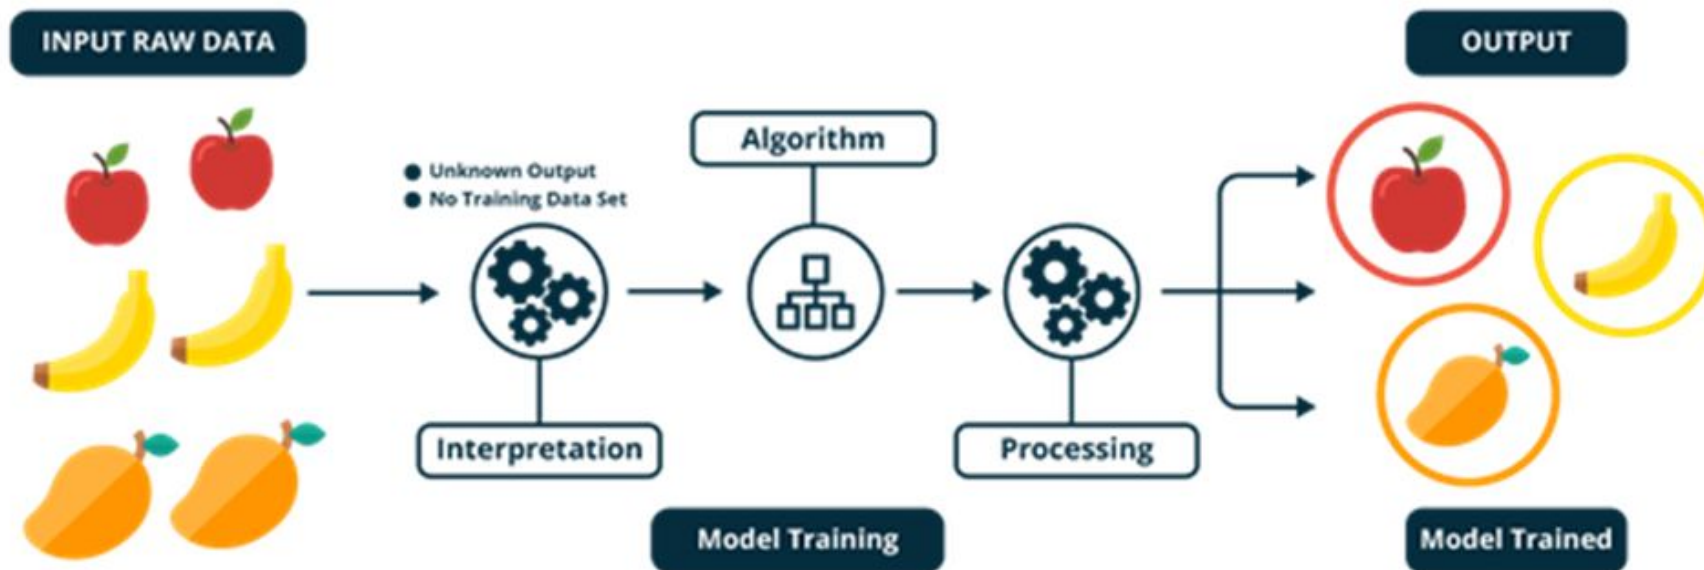 INPUT RAW DATA
OUTPUT
Algorithm
Unknown Output
No Training Data Set
Interpretation
Processing
Model Training
Model Trained